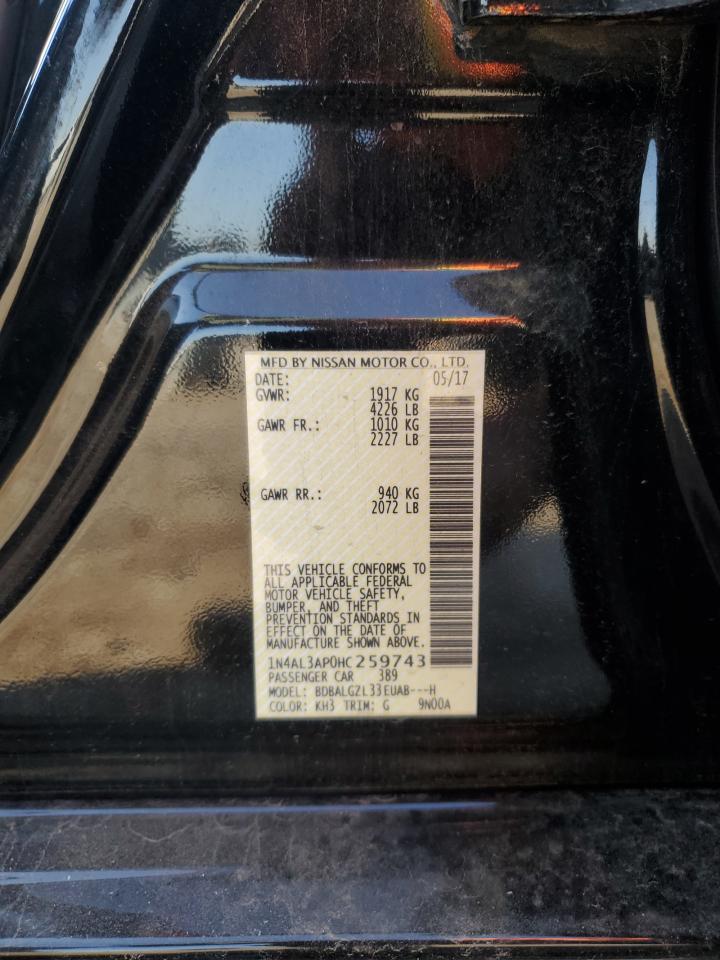 MFD BY NISSAN MOTOR CO., LTD.
DATE: 05/17
GVWR: 1917 KG
4226 LB
GAWR FR.: 1010 KG
2227 LB
GAWR RR.: 940 KG
2072 LB
THIS VEHICLE CONFORMS TO
ALL APPLICABLE FEDERAL
MOTOR VEHICLE SAFETY,
BUMPER, AND THEFT
PREVENTION STANDARDS IN
EFFECT ON THE DATE OF
MANUFACTURE SHOWN ABOVE.
1N4AL3AP0HC259743
PASSENGER CAR 389
MODEL: BDBALGZL33EUAB---H
COLOR: KH3 TRIM: G 9N00A